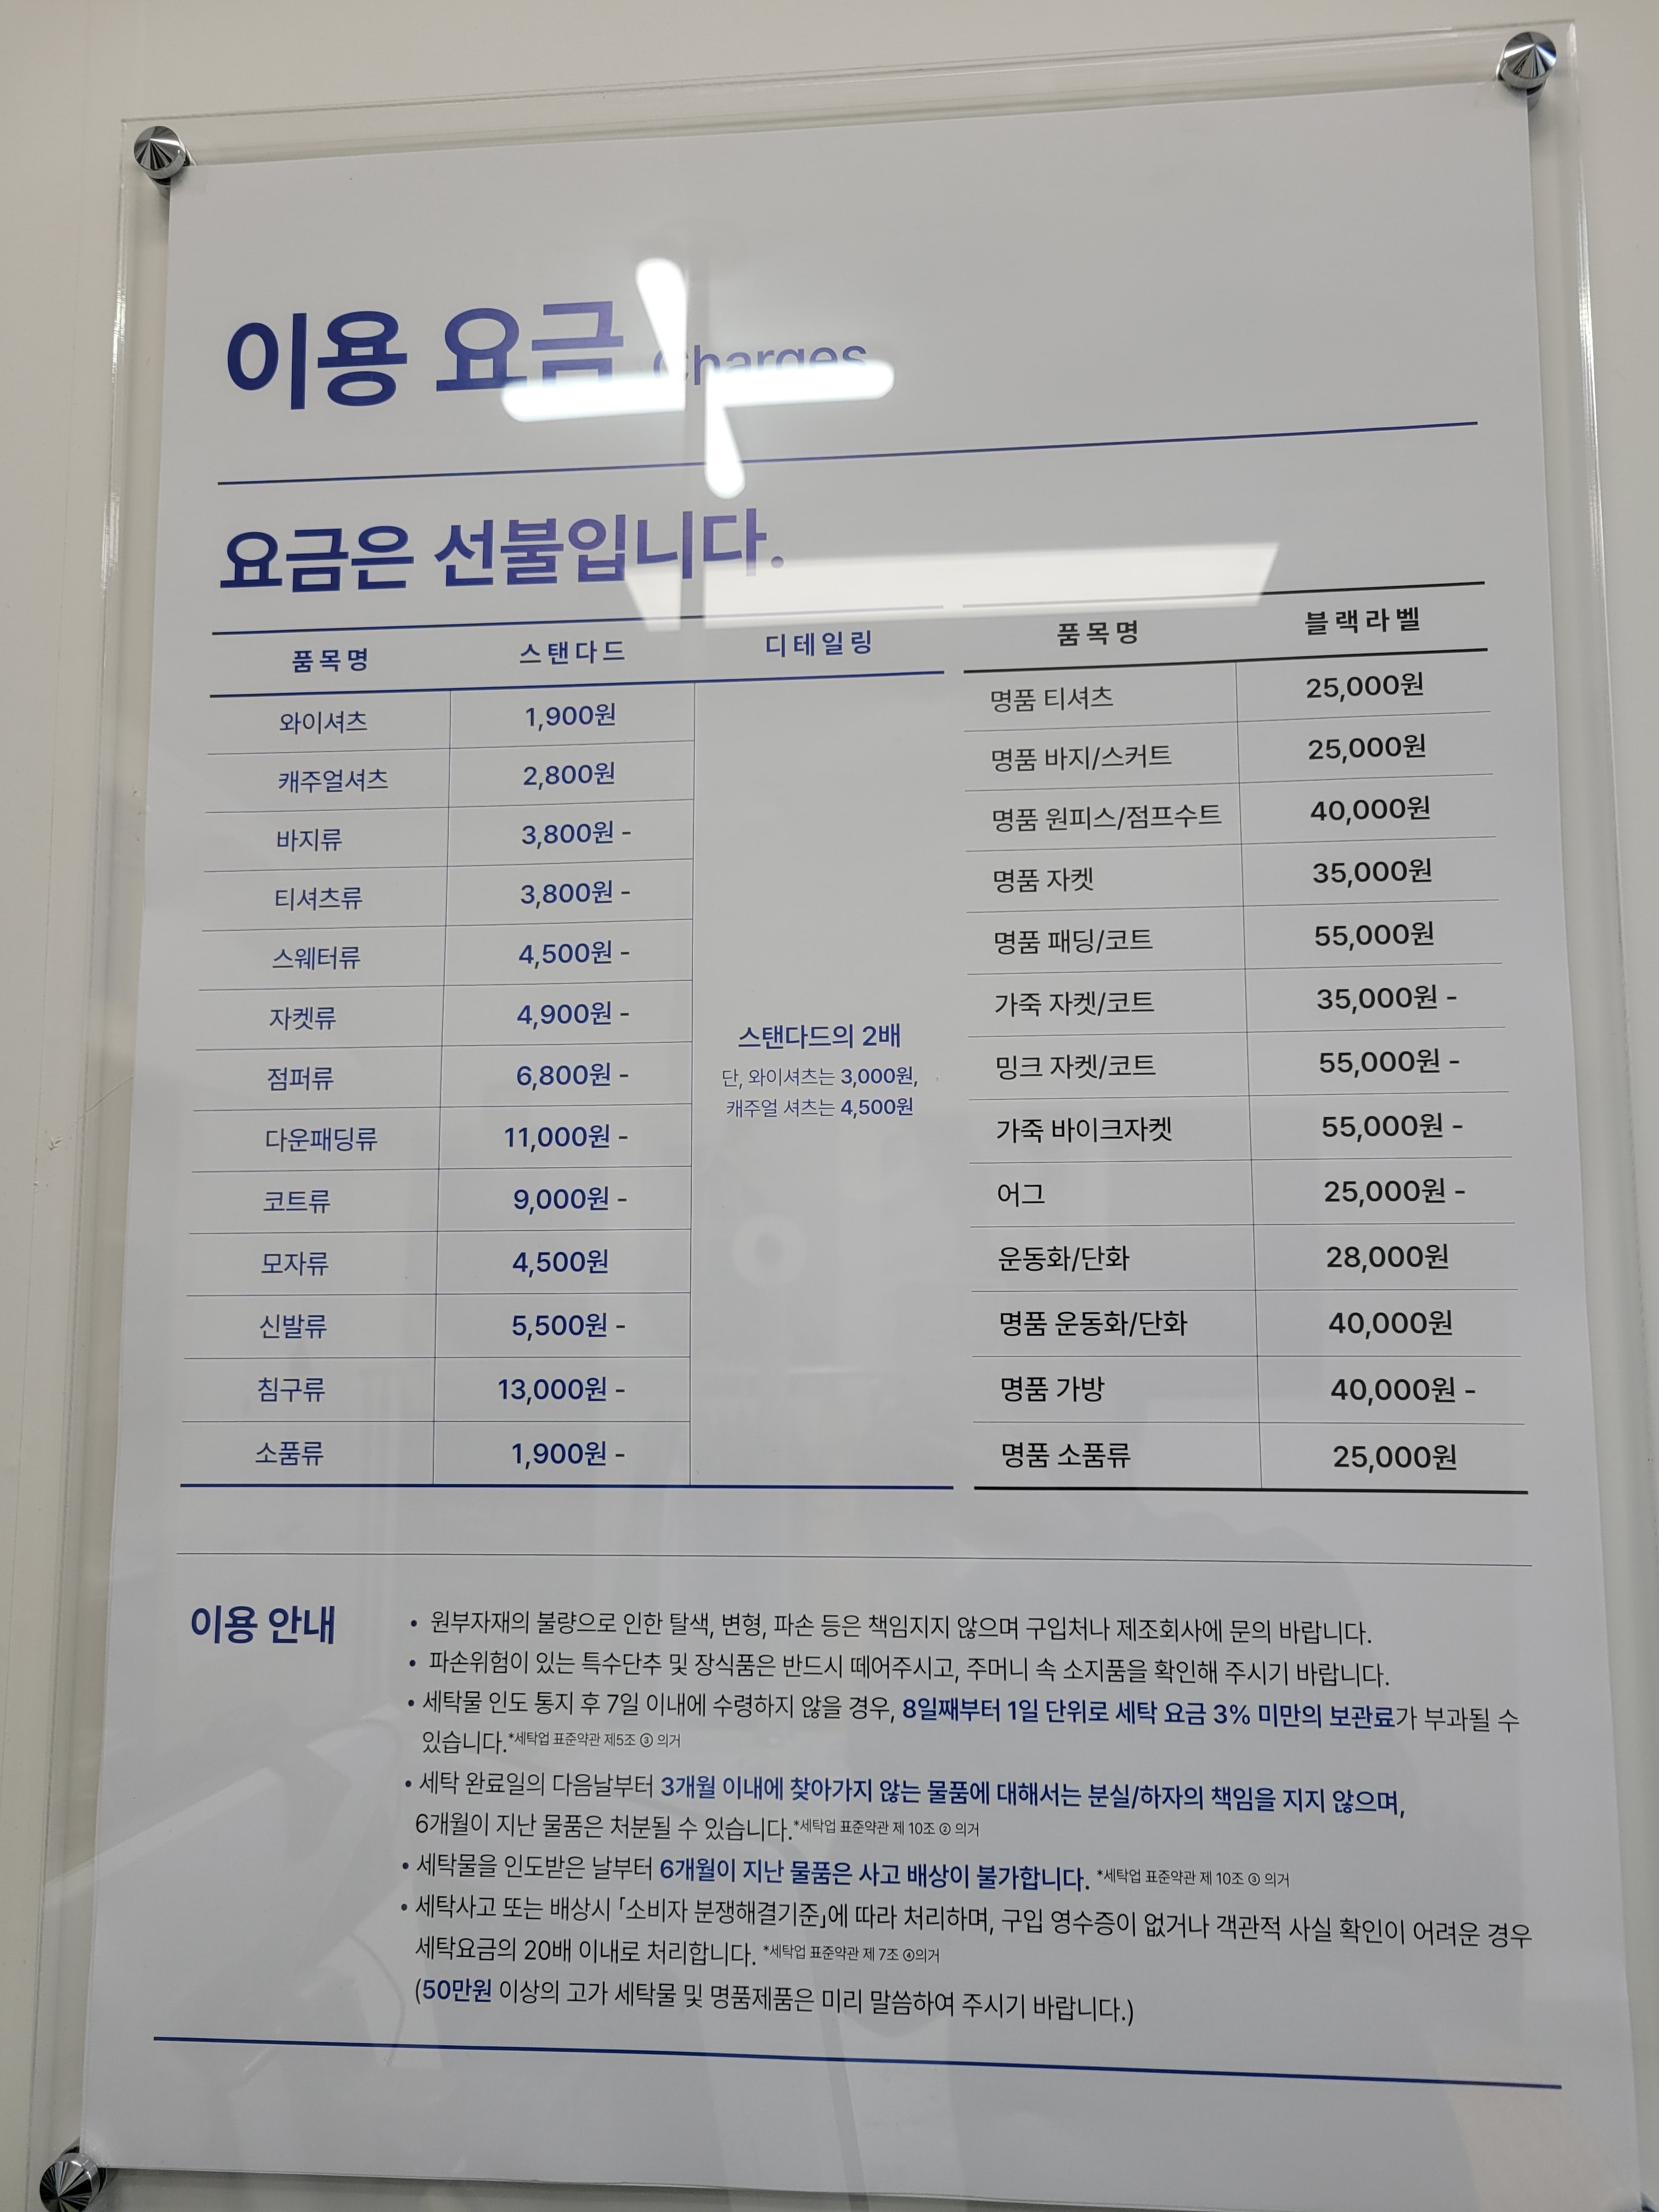 이용 요금 Charges
요금은 선불입니다.
품목명 스탠다드 디테일링
와이셔츠 1,900원
캐주얼셔츠 2,800원
바지류 3,800원 -
티셔츠류 3,800원 -
스웨터류 4,500원 -
자켓류 4,900원 -
점퍼류 6,800원 -
다운패딩류 11,000원 -
코트류 9,000원 -
모자류 4,500원
신발류 5,500원 -
침구류 13,000원 -
소품류 1,900원 -
스탠다드의 2배
단, 와이셔츠는 3,000원,
캐주얼 셔츠는 4,500원
품목명 블랙라벨
명품 티셔츠 25,000원
명품 바지/스커트 25,000원
명품 원피스/점프수트 40,000원
명품 자켓 35,000원
명품 패딩/코트 55,000원
가죽 자켓/코트 35,000원 -
밍크 자켓/코트 55,000원 -
가죽 바이크자켓 55,000원 -
어그 25,000원 -
운동화/단화 28,000원
명품 운동화/단화 40,000원
명품 가방 40,000원 -
명품 소품류 25,000원
이용 안내
• 원부자재의 불량으로 인한 탈색, 변형, 파손 등은 책임지지 않으며 구입처나 제조회사에 문의 바랍니다.
• 파손위험이 있는 특수단추 및 장식품은 반드시 떼어주시고, 주머니 속 소지품을 확인해 주시기 바랍니다.
• 세탁물 인도 통지 후 7일 이내에 수령하지 않을 경우, 8일째부터 1일 단위로 세탁 요금 3% 미만의 보관료가 부과될 수
있습니다.*세탁업 표준약관 제5조 ③ 의거
• 세탁 완료일의 다음날부터 3개월 이내에 찾아가지 않는 물품에 대해서는 분실/하자의 책임을 지지 않으며,
6개월이 지난 물품은 처분될 수 있습니다.*세탁업 표준약관 제 10조 ② 의거
• 세탁물을 인도받은 날부터 6개월이 지난 물품은 사고 배상이 불가합니다. *세탁업 표준약관 제 10조 ③ 의거
• 세탁사고 또는 배상시 「소비자 분쟁해결기준」에 따라 처리하며, 구입 영수증이 없거나 객관적 사실 확인이 어려운 경우
세탁요금의 20배 이내로 처리합니다. *세탁업 표준약관 제 7조 ④의거
(50만원 이상의 고가 세탁물 및 명품제품은 미리 말씀하여 주시기 바랍니다.)